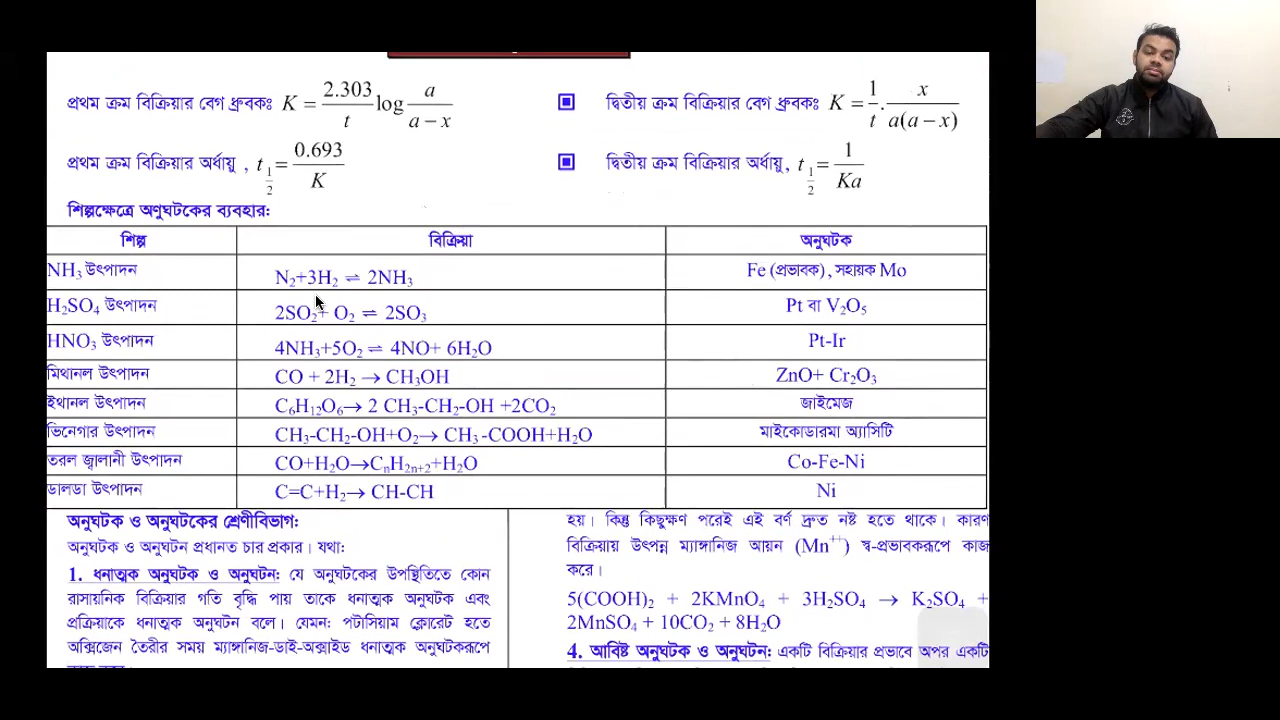 প্রথম ক্রম বিক্রিয়ার বেগ ধ্রুবকঃ K = 2.303/t log a/(a − x)
দ্বিতীয় ক্রম বিক্রিয়ার বেগ ধ্রুবকঃ K = 1/t . x/(a(a − x))
প্রথম ক্রম বিক্রিয়ার অর্ধায়ু , t1/2 = 0.693/K
দ্বিতীয় ক্রম বিক্রিয়ার অর্ধায়ু, t1/2 = 1/Ka
শিল্পক্ষেত্রে অণুঘটকের ব্যবহার:
শিল্প বিক্রিয়া অনুঘটক
NH₃ উৎপাদন N₂+3H₂ ⇌ 2NH₃ Fe (প্রভাবক) , সহায়ক Mo
H₂SO₄ উৎপাদন 2SO₂+ O₂ ⇌ 2SO₃ Pt বা V₂O₅
HNO₃ উৎপাদন 4NH₃+5O₂ ⇌ 4NO+ 6H₂O Pt-Ir
মিথানল উৎপাদন CO + 2H₂ → CH₃OH ZnO+ Cr₂O₃
ইথানল উৎপাদন C₆H₁₂O₆→ 2 CH₃-CH₂-OH +2CO₂ জাইমেজ
ভিনেগার উৎপাদন CH₃-CH₂-OH+O₂→ CH₃-COOH+H₂O মাইকোডারমা অ্যাসিটি
তরল জ্বালানী উৎপাদন CO+H₂O→CₙH₂ₙ₊₂+H₂O Co-Fe-Ni
ডালডা উৎপাদন C=C+H₂→ CH-CH Ni
অনুঘটক ও অনুঘটকের শ্রেণীবিভাগ:
অনুঘটক ও অনুঘটন প্রধানত চার প্রকার। যথা:
1. ধনাত্মক অনুঘটক ও অনুঘটন: যে অনুঘটকের উপস্থিতিতে কোন
রাসায়নিক বিক্রিয়ার গতি বৃদ্ধি পায় তাকে ধনাত্মক অনুঘটক এবং
প্রক্রিয়াকে ধনাত্মক অনুঘটন বলে। যেমন: পটাসিয়াম ক্লোরেট হতে
অক্সিজেন তৈরীর সময় ম্যাঙ্গানিজ-ডাই-অক্সাইড ধনাত্মক অনুঘটকরূপে
হয়। কিন্তু কিছুক্ষণ পরেই এই বর্ণ দ্রুত নষ্ট হতে থাকে। কারণ
বিক্রিয়ায় উৎপন্ন ম্যাঙ্গানিজ আয়ন (Mn⁺⁺) স্ব-প্রভাবকরূপে কাজ
করে।
5(COOH)₂ + 2KMnO₄ + 3H₂SO₄ → K₂SO₄ +
2MnSO₄ + 10CO₂ + 8H₂O
4. আবিষ্ট অনুঘটক ও অনুঘটন: একটি বিক্রিয়ার প্রভাবে অপর একটি